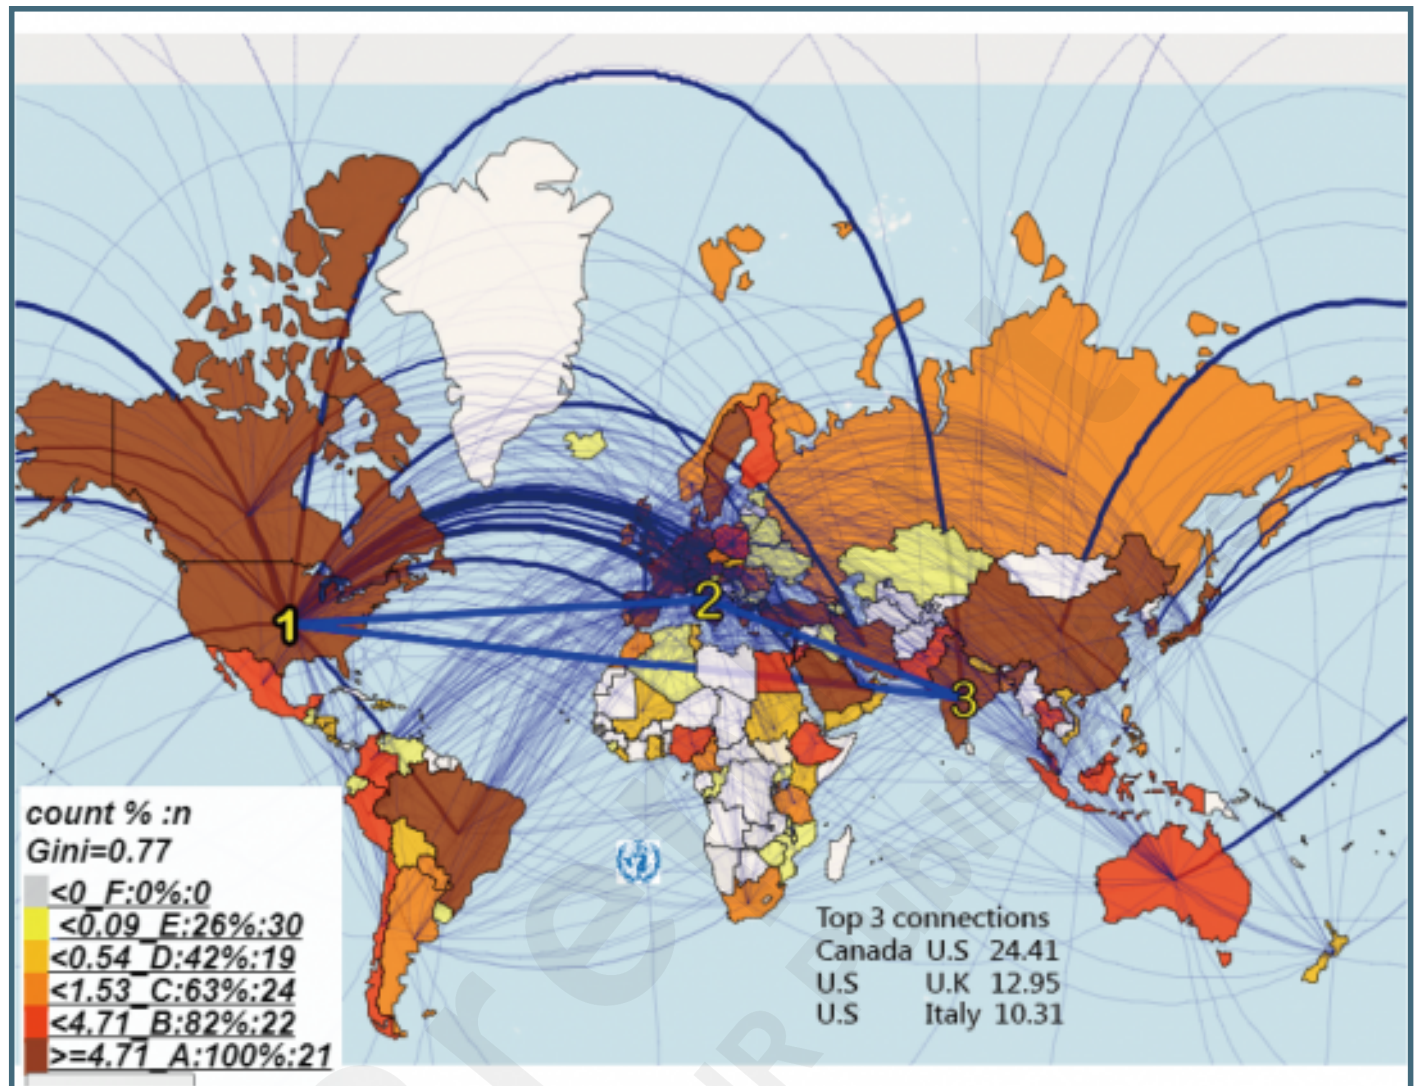 1
2
3
count % :n
Gini=0.77
<0_F:0%:0
<0.09_E:26%:30
<0.54_D:42%:19
<1.53_C:63%:24
<4.71_B:82%:22
>=4.71_A:100%:21
Top 3 connections
Canada U.S 24.41
U.S U.K 12.95
U.S Italy 10.31